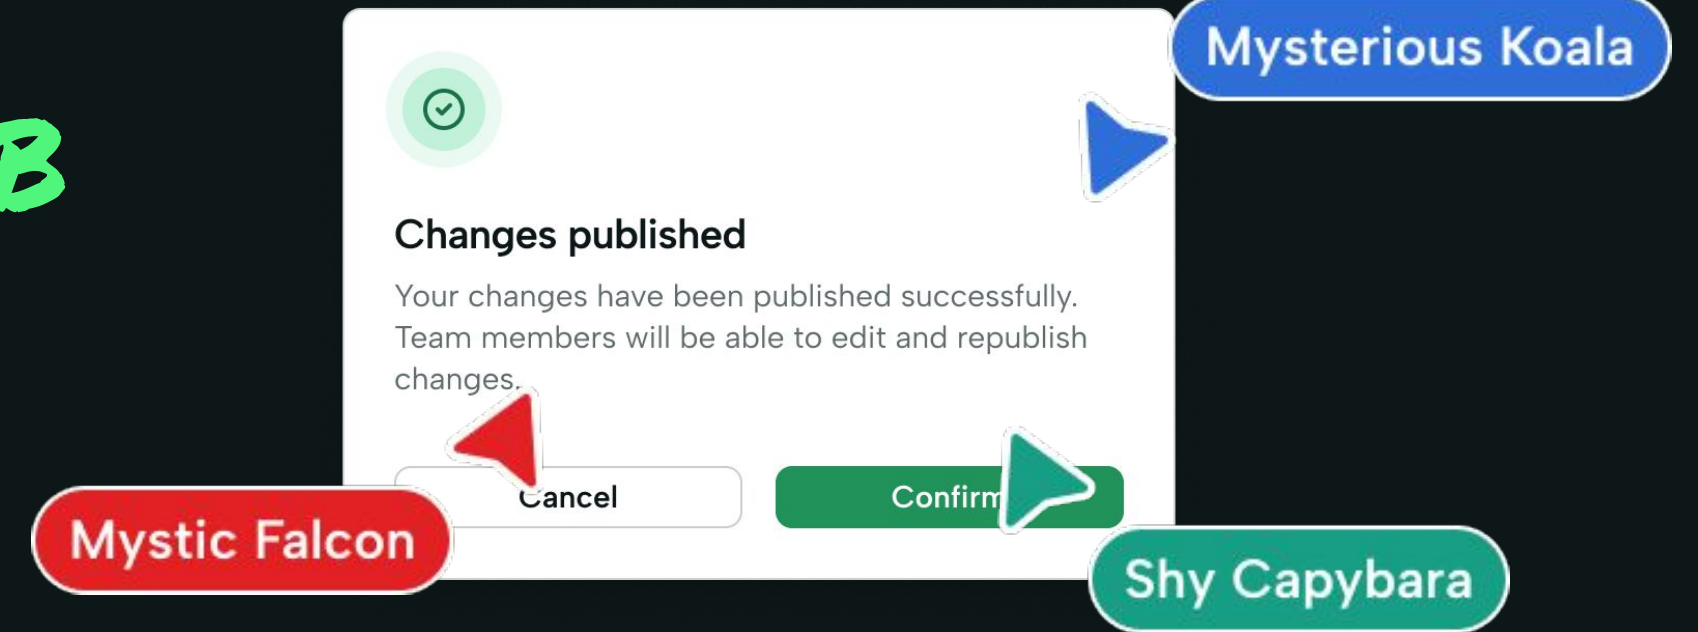 Mysterious Koala
B
Changes published
Your changes have been published successfully.
Team members will be able to edit and republish
changes.
Cancel
Confirm
Mystic Falcon
Shy Capybara